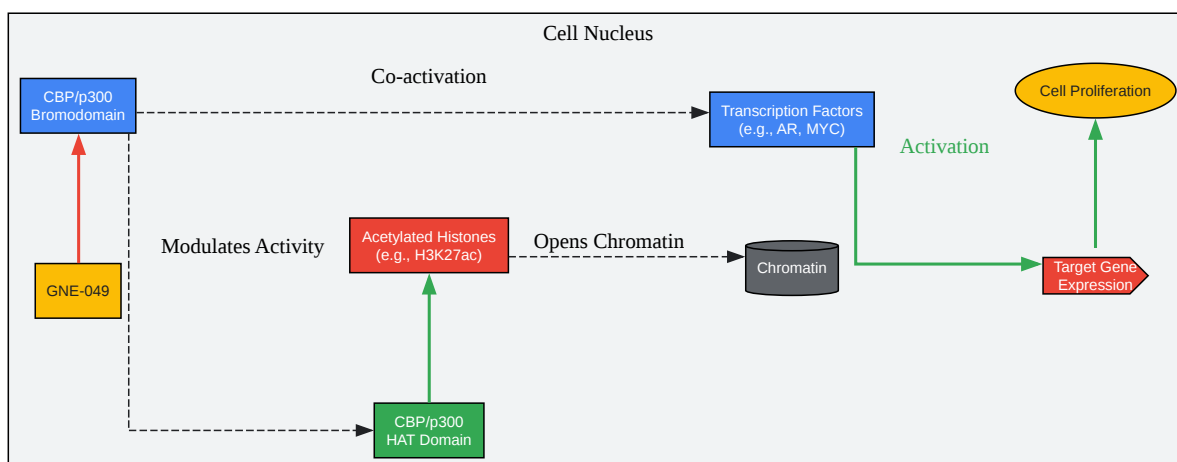 Cell Nucleus
Co-activation
CBP/p300
Bromodomain
Transcription Factors
(e.g., AR, MYC)
Cell Proliferation
Activation
Modulates Activity
Acetylated Histones
(e.g., H3K27ac)
Opens Chromatin
Chromatin
Target Gene
Expression
GNE-049
CBP/p300
HAT Domain